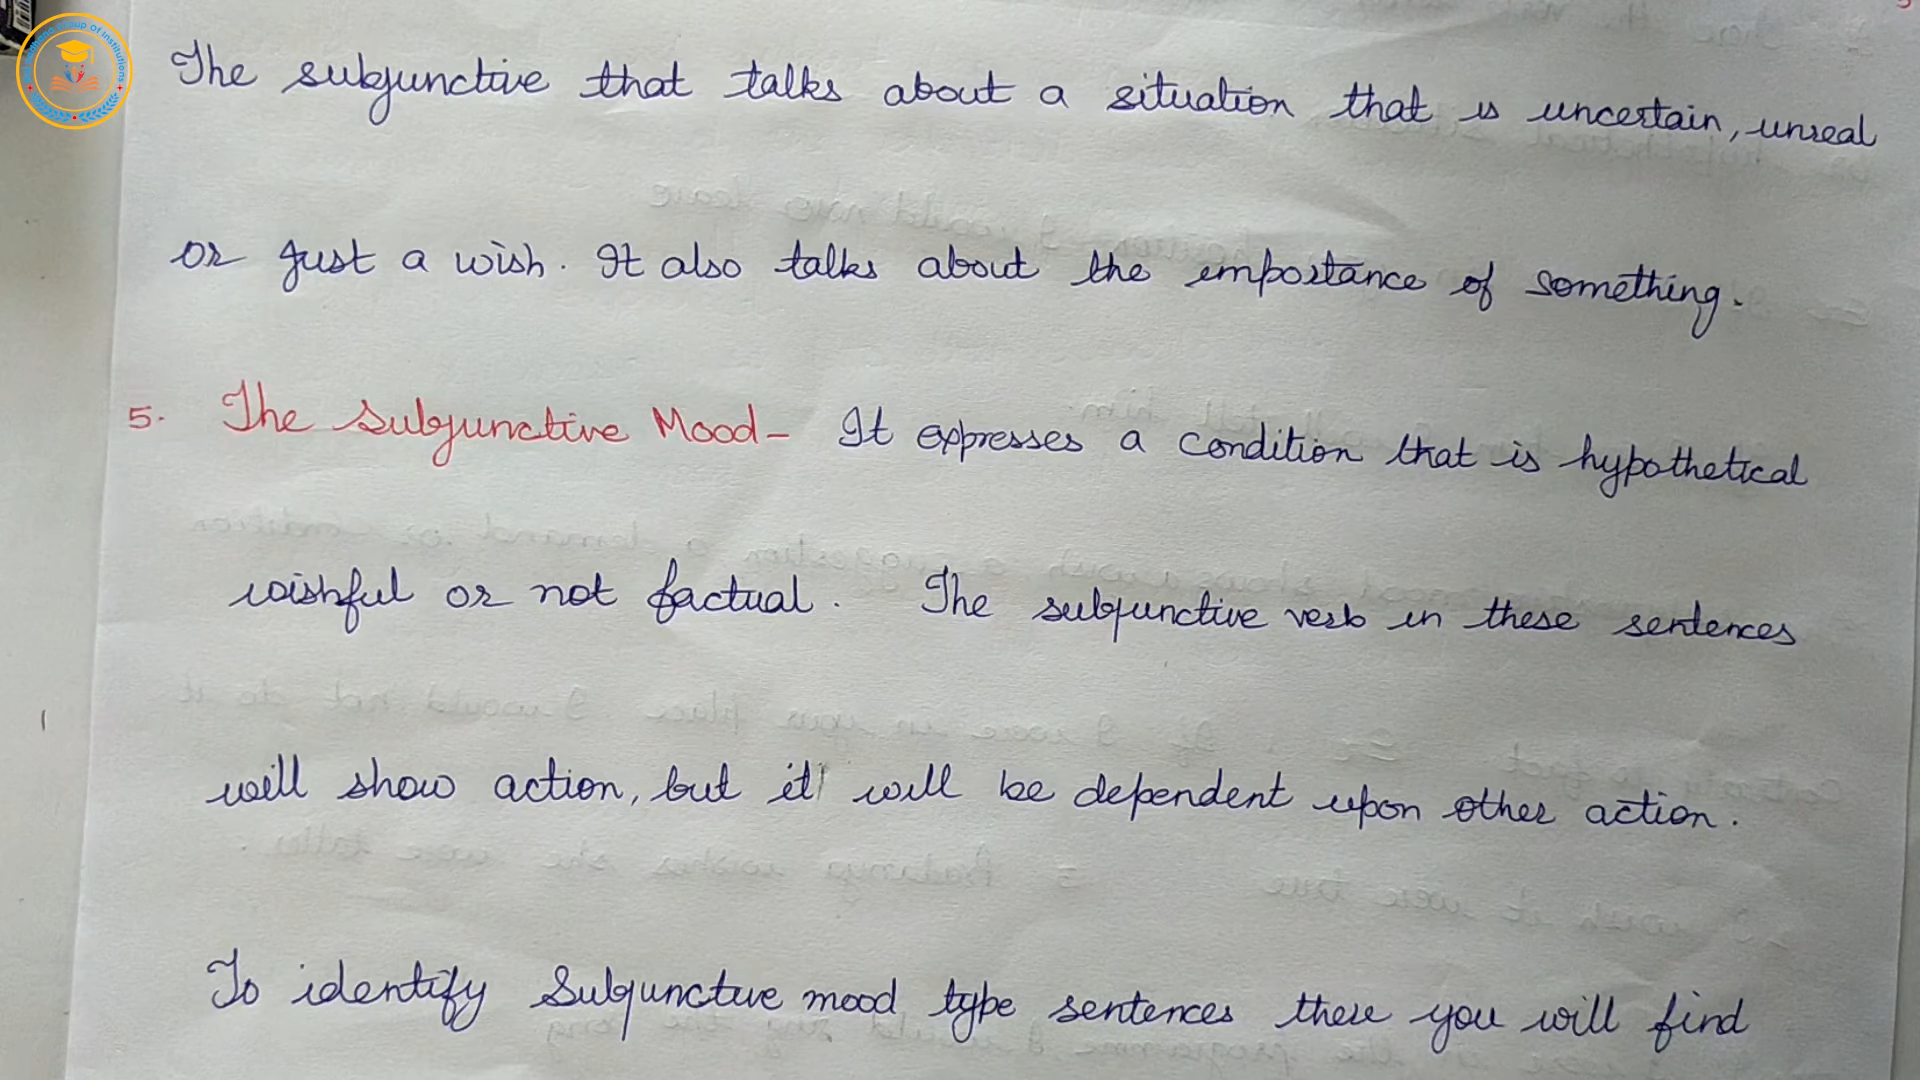 Group of Institutions
The subjunctive that talks about a situation that is uncertain, unreal
or just a wish. It also talks about the importance of something.
5. The Subjunctive Mood - It expresses a condition that is hypothetical
wishful or not factual. The subjunctive verb in these sentences
will show action, but it will be dependent upon other action.
To identify Subjunctive mood type sentences there you will find